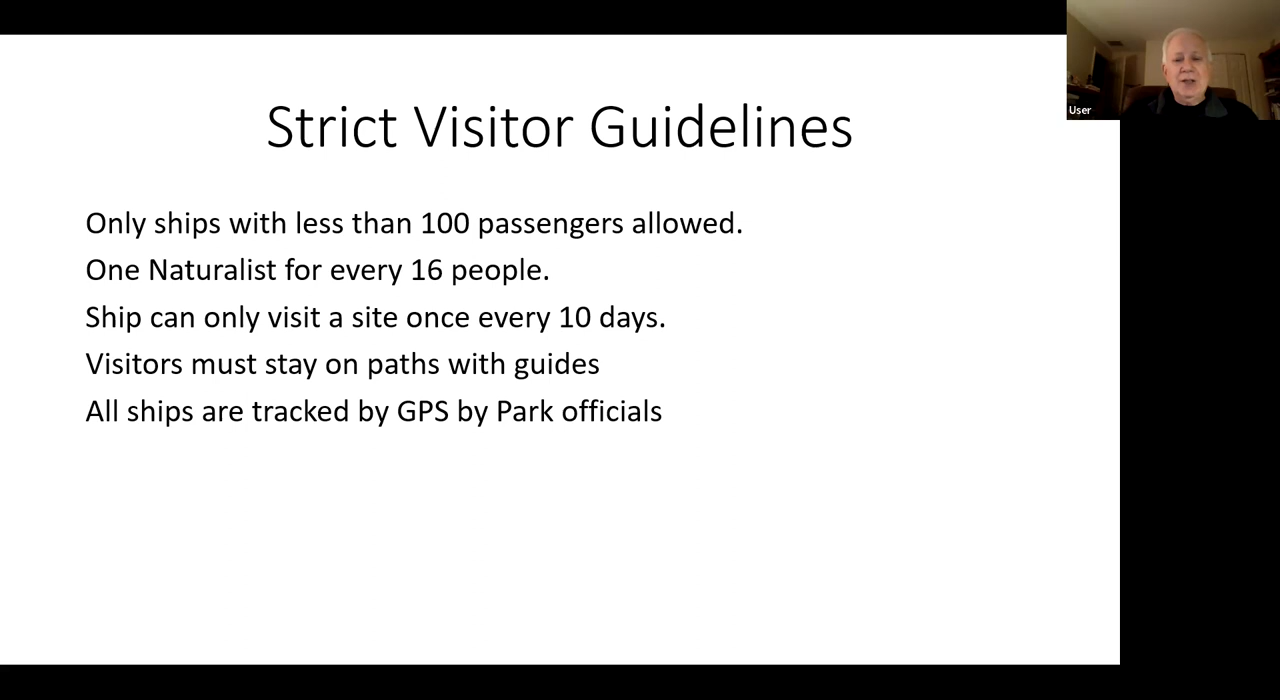 Strict Visitor Guidelines
Only ships with less than 100 passengers allowed.
One Naturalist for every 16 people.
Ship can only visit a site once every 10 days.
Visitors must stay on paths with guides
All ships are tracked by GPS by Park officials
User